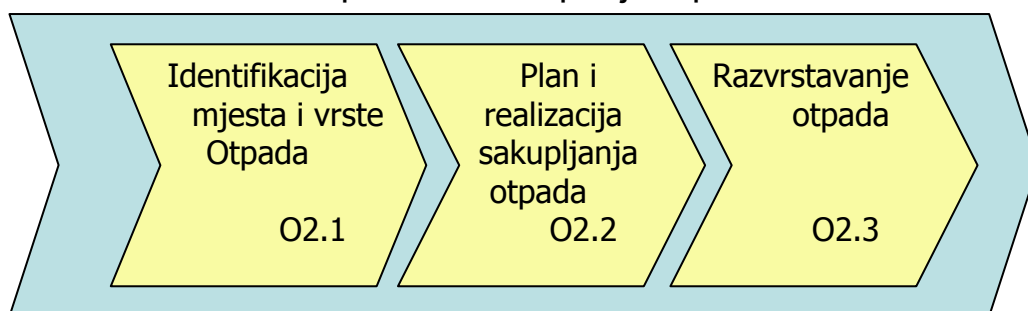 Identifikacija
mjesta i vrste
Otpada
O2.1
Plan i
realizacija
sakupljanja
otpada
O2.2
Razvrstavanje
otpada
O2.3